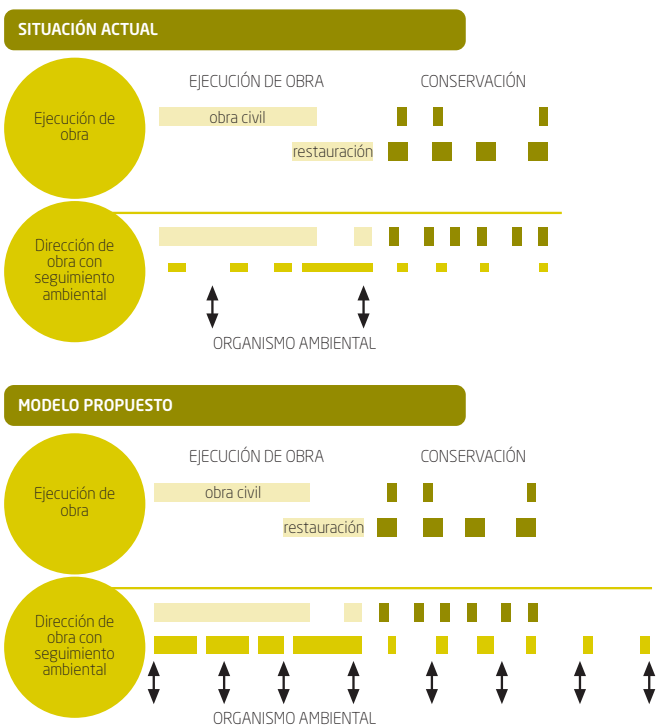 SITUACIÓN ACTUAL
EJECUCIÓN DE OBRA
CONSERVACIÓN
Ejecución de
obra
obra civil
restauración
Dirección de
obra con
seguimiento
ambiental
ORGANISMO AMBIENTAL
MODELO PROPUESTO
EJECUCIÓN DE OBRA
CONSERVACIÓN
Ejecución de
obra
obra civil
restauración
Dirección de
obra con
seguimiento
ambiental
ORGANISMO AMBIENTAL